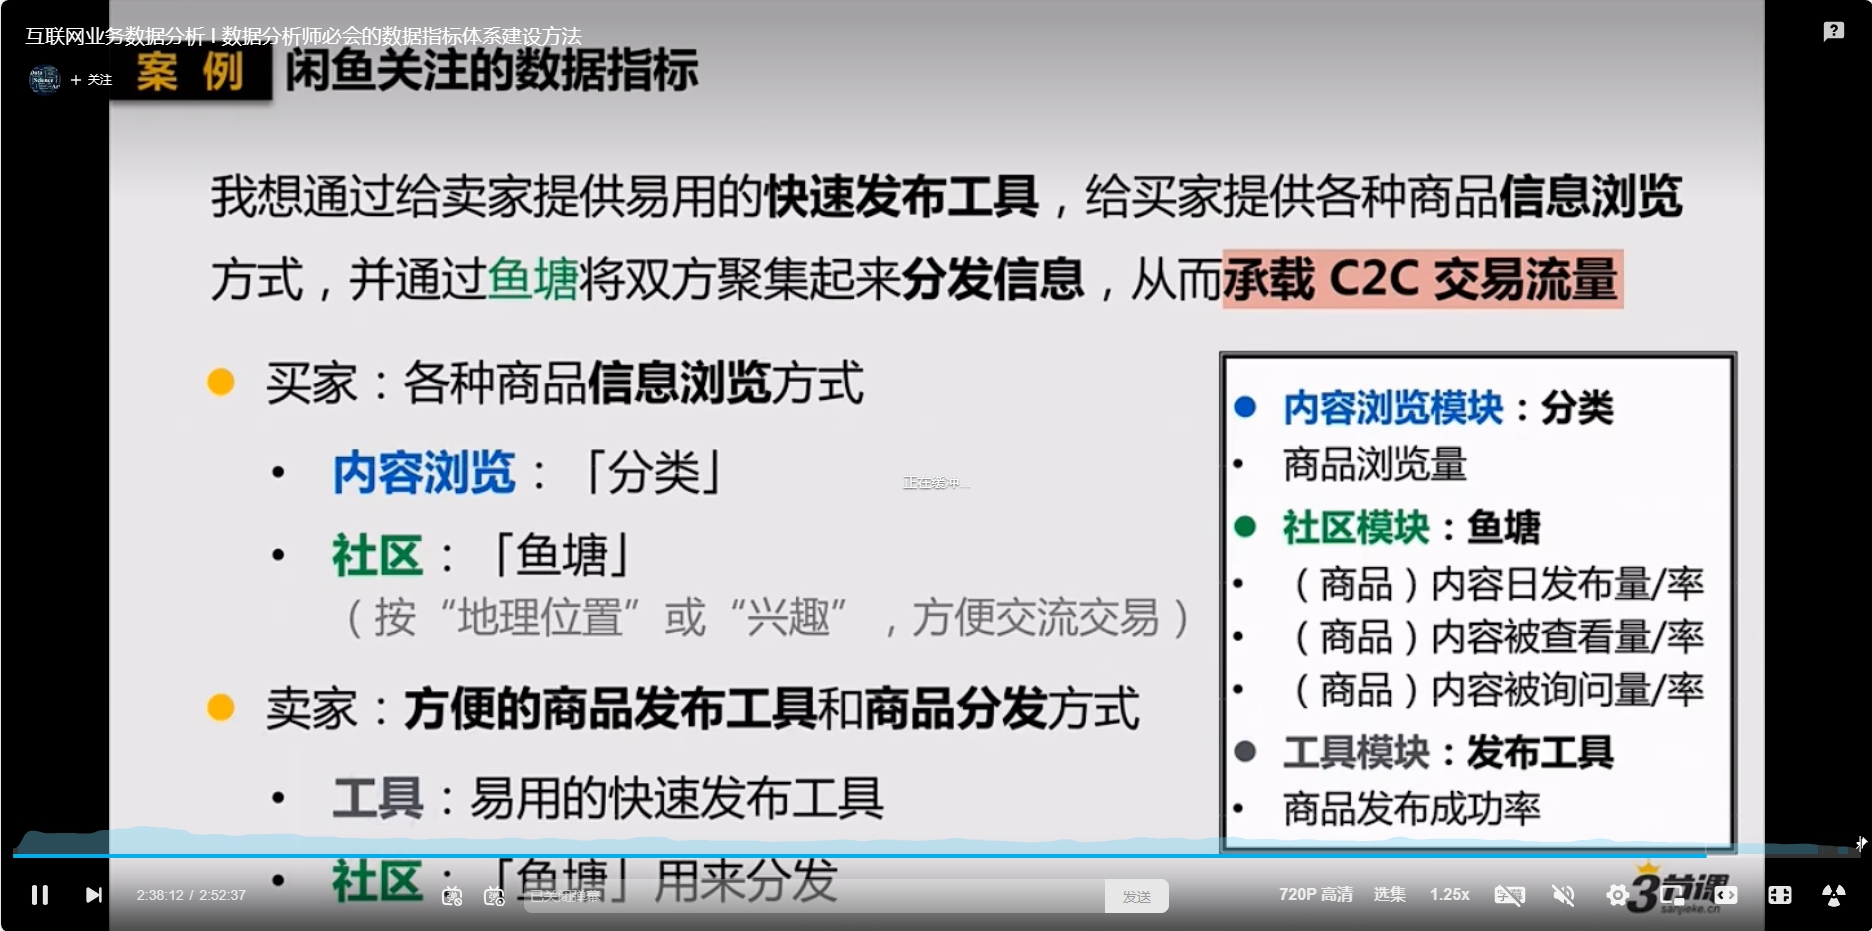 互联网业务数据分析 | 数据分析师必会的数据指标体系建设方法
+ 关注
案 例 闲鱼关注的数据指标
我想通过给卖家提供易用的快速发布工具，给买家提供各种商品信息浏览
方式，并通过鱼塘将双方聚集起来分发信息，从而承载 C2C 交易流量
买家：各种商品信息浏览方式
• 内容浏览：「分类」
• 社区：「鱼塘」
（按“地理位置”或“兴趣”，方便交流交易）
卖家：方便的商品发布工具和商品分发方式
• 工具：易用的快速发布工具
• 社区：「鱼塘」用来分发
• 内容浏览模块：分类
• 商品浏览量
• 社区模块：鱼塘
• （商品）内容日发布量/率
• （商品）内容被查看量/率
• （商品）内容被询问量/率
• 工具模块：发布工具
• 商品发布成功率
正在缓冲...
2:38:12 / 2:52:37
已关闭弹幕
发送
720P 高清
选集
1.25x
字幕
3节课
sanjieke.cn